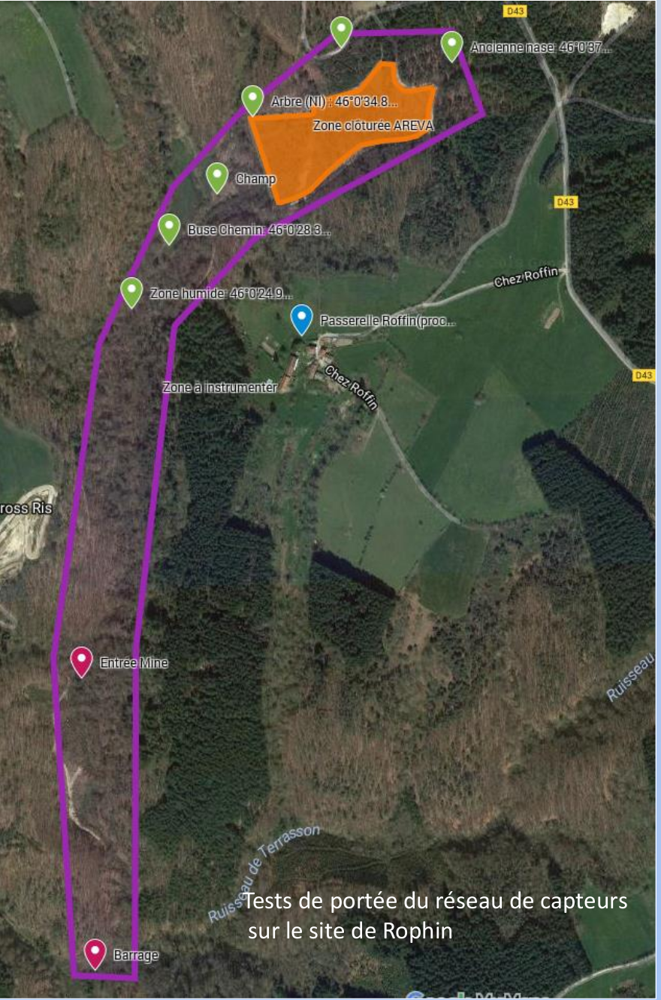 D43
Ancienne nase: 46°0'37...
Arbre (NI) : 46°0'34.8...
Zone clôturée AREVA
Champ
D43
Buse Chemin: 46°0'28.3...
Chez Roffin
Zone humide: 46°0'24.9...
Passerelle Roffin(proc...
D43
Chez Roffin
Zone à instrumenter
ross Ris
Entrée Mine
Ruisseau
Ruisseau de Terrasson
Tests de portée du réseau de capteurs
sur le site de Rophin
Barrage